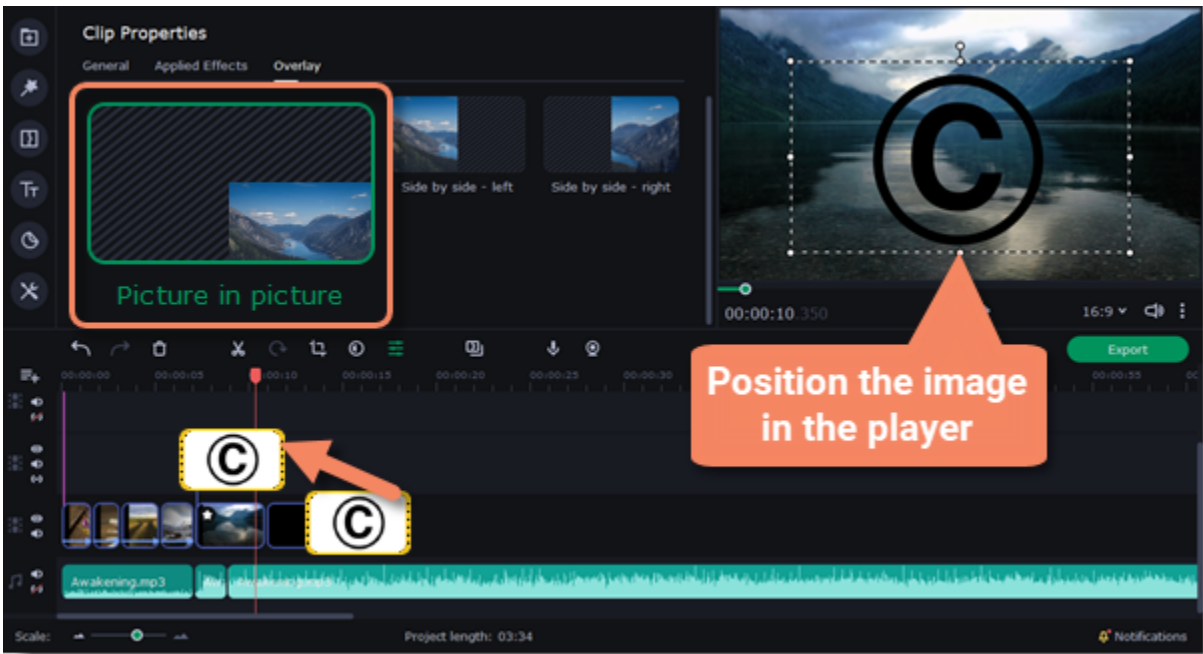 Clip Properties
General Applied Effects Overlay
Side by side - left Side by side - right
Picture in picture
©
00:00:10.350
16:9
Export
00:00:00 00:00:05 00:00:10 00:00:15 00:00:20 00:00:25 00:00:30 00:00:55
Position the image
in the player
©
©
Awakening.mp3
Scale:
Project length: 03:34
Notifications